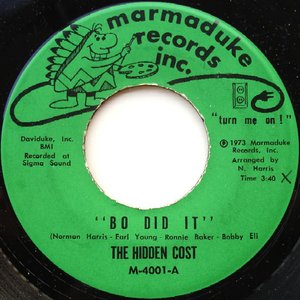 marmaduke
records
inc.
"turn me on!"
Daviduke, Inc.
BMI
Recorded at
Sigma Sound
℗ 1973 Marmaduke
Records, Inc.
Arranged by
N. Harris
Time 3:40
X
"BO DID IT"
(Norman Harris - Earl Young - Ronnie Baker - Bobby Eli)
THE HIDDEN COST
M-4001-A